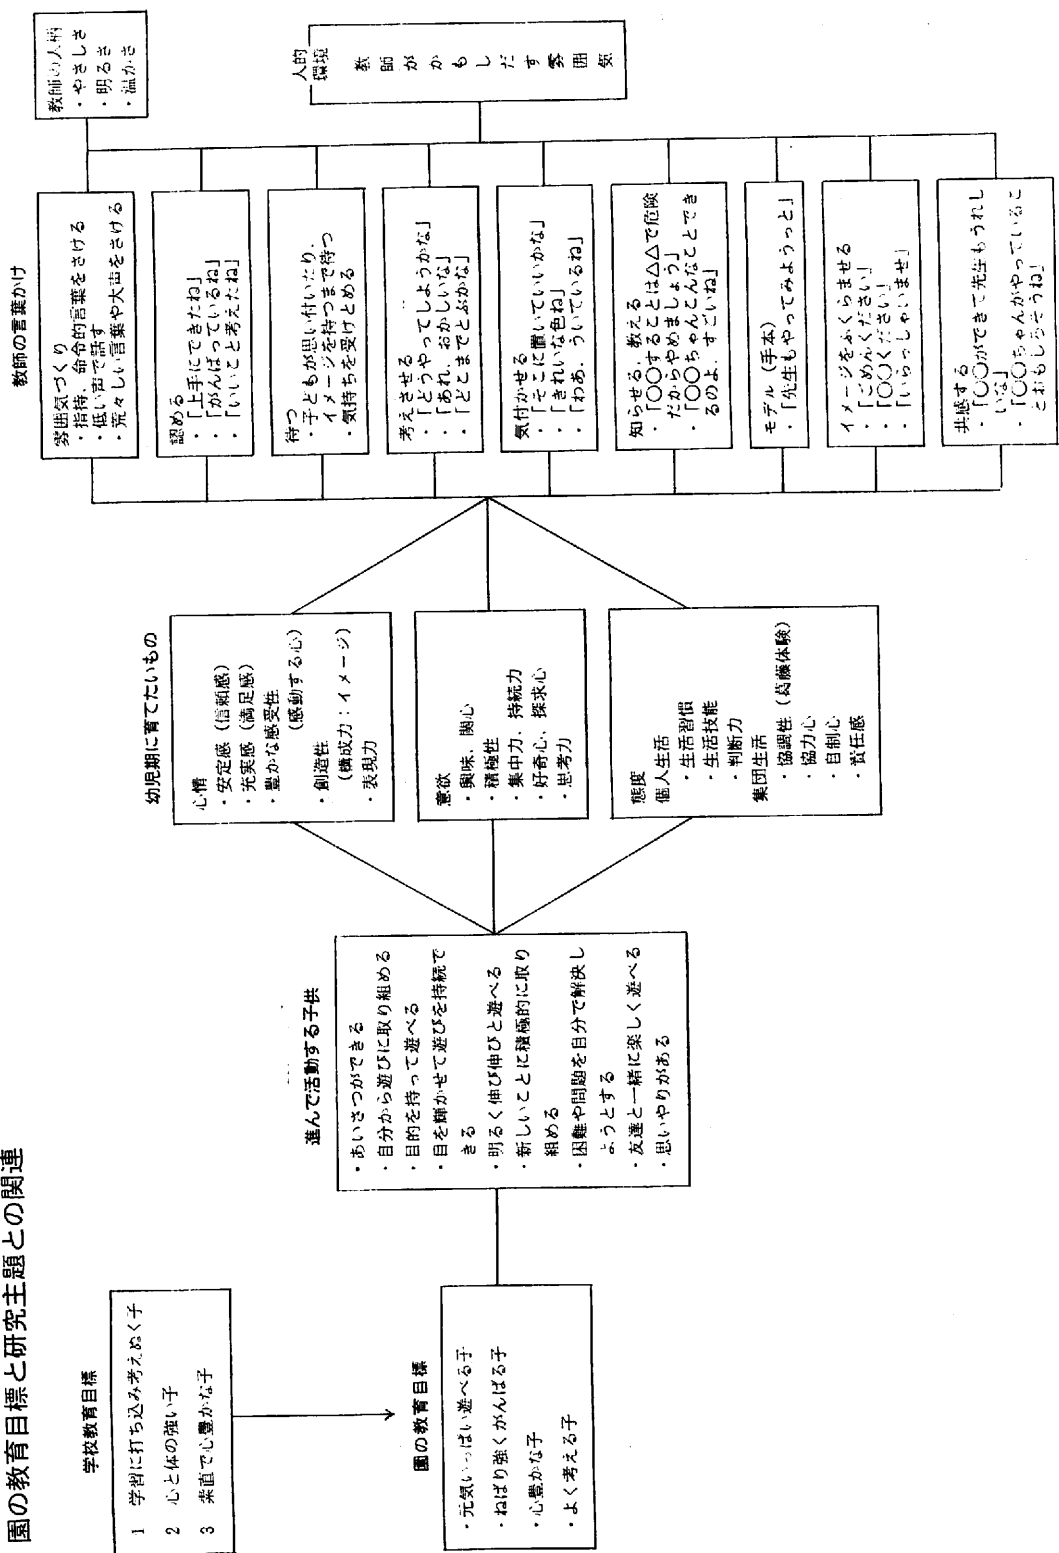 園の教育目標と研究主題との関連
学校教育目標
1 学習に打ち込み考えぬく子
2 心と体の強い子
3 素直で心豊かな子
園の教育目標
・元気いっぱい遊べる子
・ねばり強くがんばる子
・心豊かな子
・よく考える子
進んで活動する子供
・あいさつができる
・自分から遊びに取り組める
・目的を持って遊べる
・目を輝かせて遊びを持続で
きる
・明るく伸び伸びと遊べる
・新しいことに積極的に取り
組める
・困難や問題を自分で解決し
ようとする
・友達と一緒に楽しく遊べる
・思いやりがある
幼児期に育てたいもの
心情
・安定感(信頼感)
・充実感(満足感)
・豊かな感受性
(感動する心)
・創造性
(構成力:イメージ)
・表現力
意欲
・興味、関心
・積極性
・集中力、持続力
・好奇心、探求心
・思考力
態度
個人生活
・生活習慣
・生活技能
・判断力
集団生活
・協調性(葛藤体験)
・協力心
・自制心
・責任感
教師の言葉かけ
雰囲気づくり
・指持、命令的言葉をさける
・低い声で話す
・荒々しい言葉や大声をさける
認める
・「上手にできたね」
・「がんばっているね」
・「いいこと考えたね」
待つ
・子どもが思い付いたり、
イメージを持つまで待つ
・気持ちを受けとめる
考えさせる
・「どうやってしようかな」
・「あれ、おかしいな」
・「どこまでとぶかな」
気付かせる
・「そこに置いていいかな」
・「きれいな色ね」
・「わあ、ういているね」
知らせる、教える
・「〇〇することは△△で危険
だからやめましょう」
・「〇〇ちゃんこんなことでき
るのよ、すごいね」
モデル(手本)
・「先生もやってみようっと」
イメージをふくらませる
・「ごめんください」
・「〇〇ください」
・「いらっしゃいませ」
共感する
・「〇〇ができて先生もうれし
いな」
・「〇〇ちゃんがやっているこ
とおもしろそうね」
教師の人柄
・やさしさ
・明るさ
・温かさ
人的
環境
教師がかもしだす雰囲気